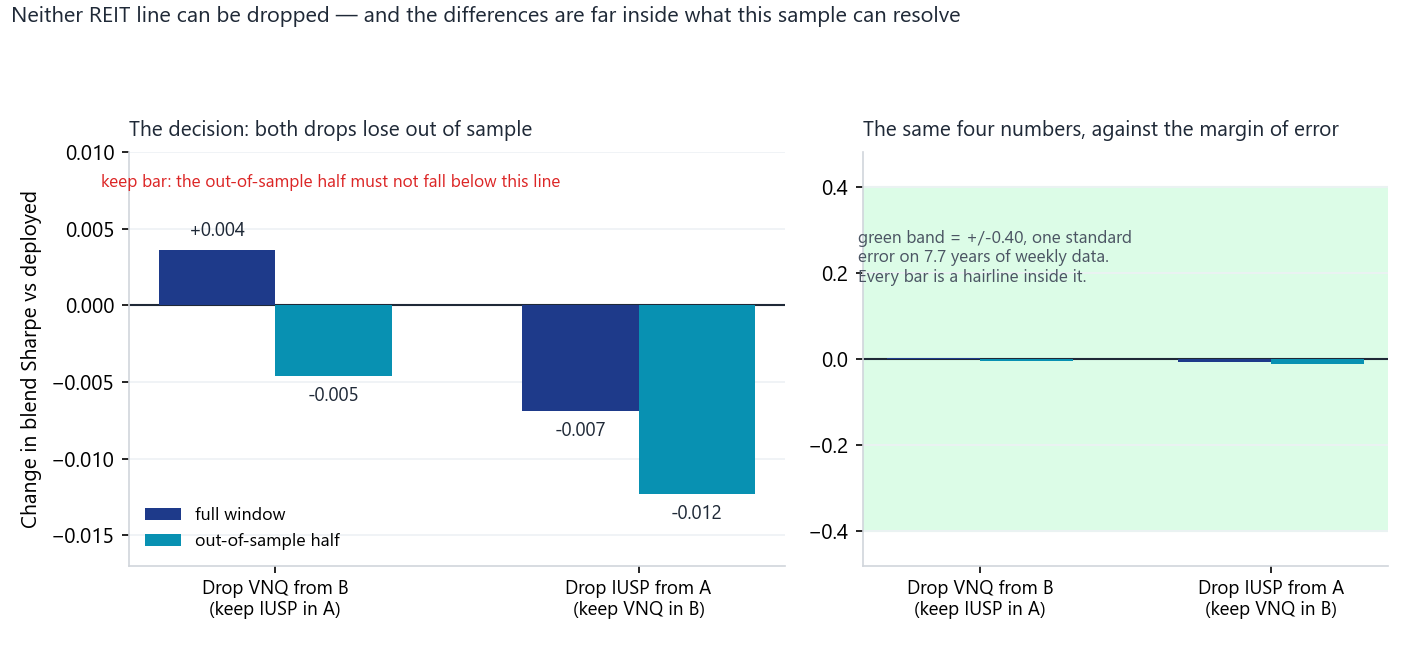 Neither REIT line can be dropped — and the differences are far inside what this sample can resolve
The decision: both drops lose out of sample
0.010
keep bar: the out-of-sample half must not fall below this line
+0.004
0.005
0.000
−0.005
-0.005
-0.007
−0.010
-0.012
−0.015
Change in blend Sharpe vs deployed
full window
out-of-sample half
Drop VNQ from B
(keep IUSP in A)
Drop IUSP from A
(keep VNQ in B)
The same four numbers, against the margin of error
0.4
green band = +/-0.40, one standard
error on 7.7 years of weekly data.
Every bar is a hairline inside it.
0.2
0.0
−0.2
−0.4
Drop VNQ from B
(keep IUSP in A)
Drop IUSP from A
(keep VNQ in B)